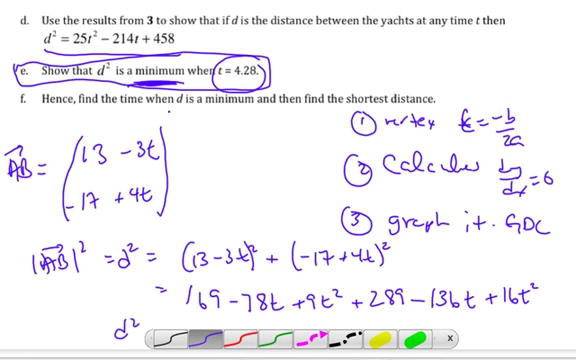 d. Use the results from 3 to show that if d is the distance between the yachts at any time t then
d² = 25t² − 214t + 458
e. Show that d² is a minimum when t = 4.28.
f. Hence, find the time when d is a minimum and then find the shortest distance.
① vertex t = -b/2a
AB = (13 - 3t
-17 + 4t)
② Calculus dy/dx = 0
③ graph it. GDC
|AB|² = d² = (13 - 3t)² + (-17 + 4t)²
= 169 - 78t + 9t² + 289 - 136t + 16t²
d²
x